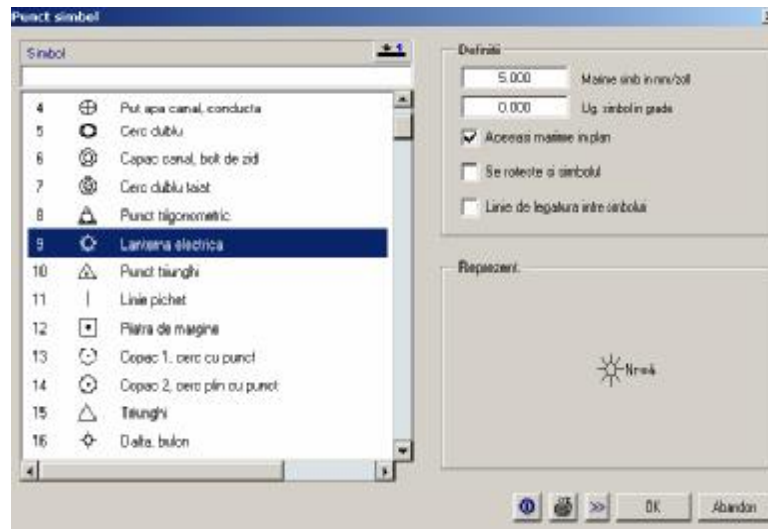 Punct simbol
Simbol
4 Put apa canal, conducta
5 Cerc dublu
6 Capac canal, bolt de zid
7 Cerc dublu taiat
8 Punct trigonometric
9 Lanterna electrica
10 Punct triunghi
11 Linie pichet
12 Piatra de margine
13 Copac 1, cerc cu punct
14 Copac 2, cerc plin cu punct
15 Triunghi
16 Dalta, bulon
Definitii
5.000 Marime simb in mm/zoll
0.000 Ug. simbol in grade
Aceeasi marime in plan
Se roteste si simbolul
Linie de legatura intre simboluri
Reprezent.
OK Abandon